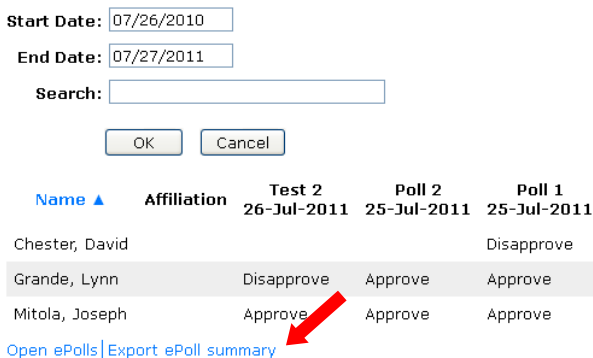 Start Date: 07/26/2010
End Date: 07/27/2011
Search:
OK Cancel
Name ▲ Affiliation Test 2 26-Jul-2011 Poll 2 25-Jul-2011 Poll 1 25-Jul-2011
Chester, David Disapprove
Grande, Lynn Disapprove Approve Approve
Mitola, Joseph Approve Approve Approve
Open ePolls|Export ePoll summary